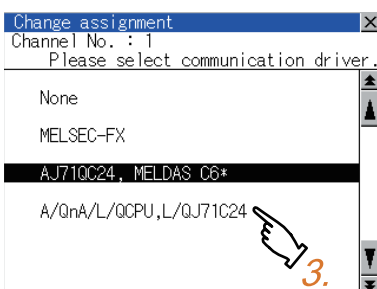 Change assignment
Channel No. : 1
Please select communication driver.
None
MELSEC-FX
AJ71QC24, MELDAS C6*
A/QnA/L/QCPU,L/QJ71C24
3.